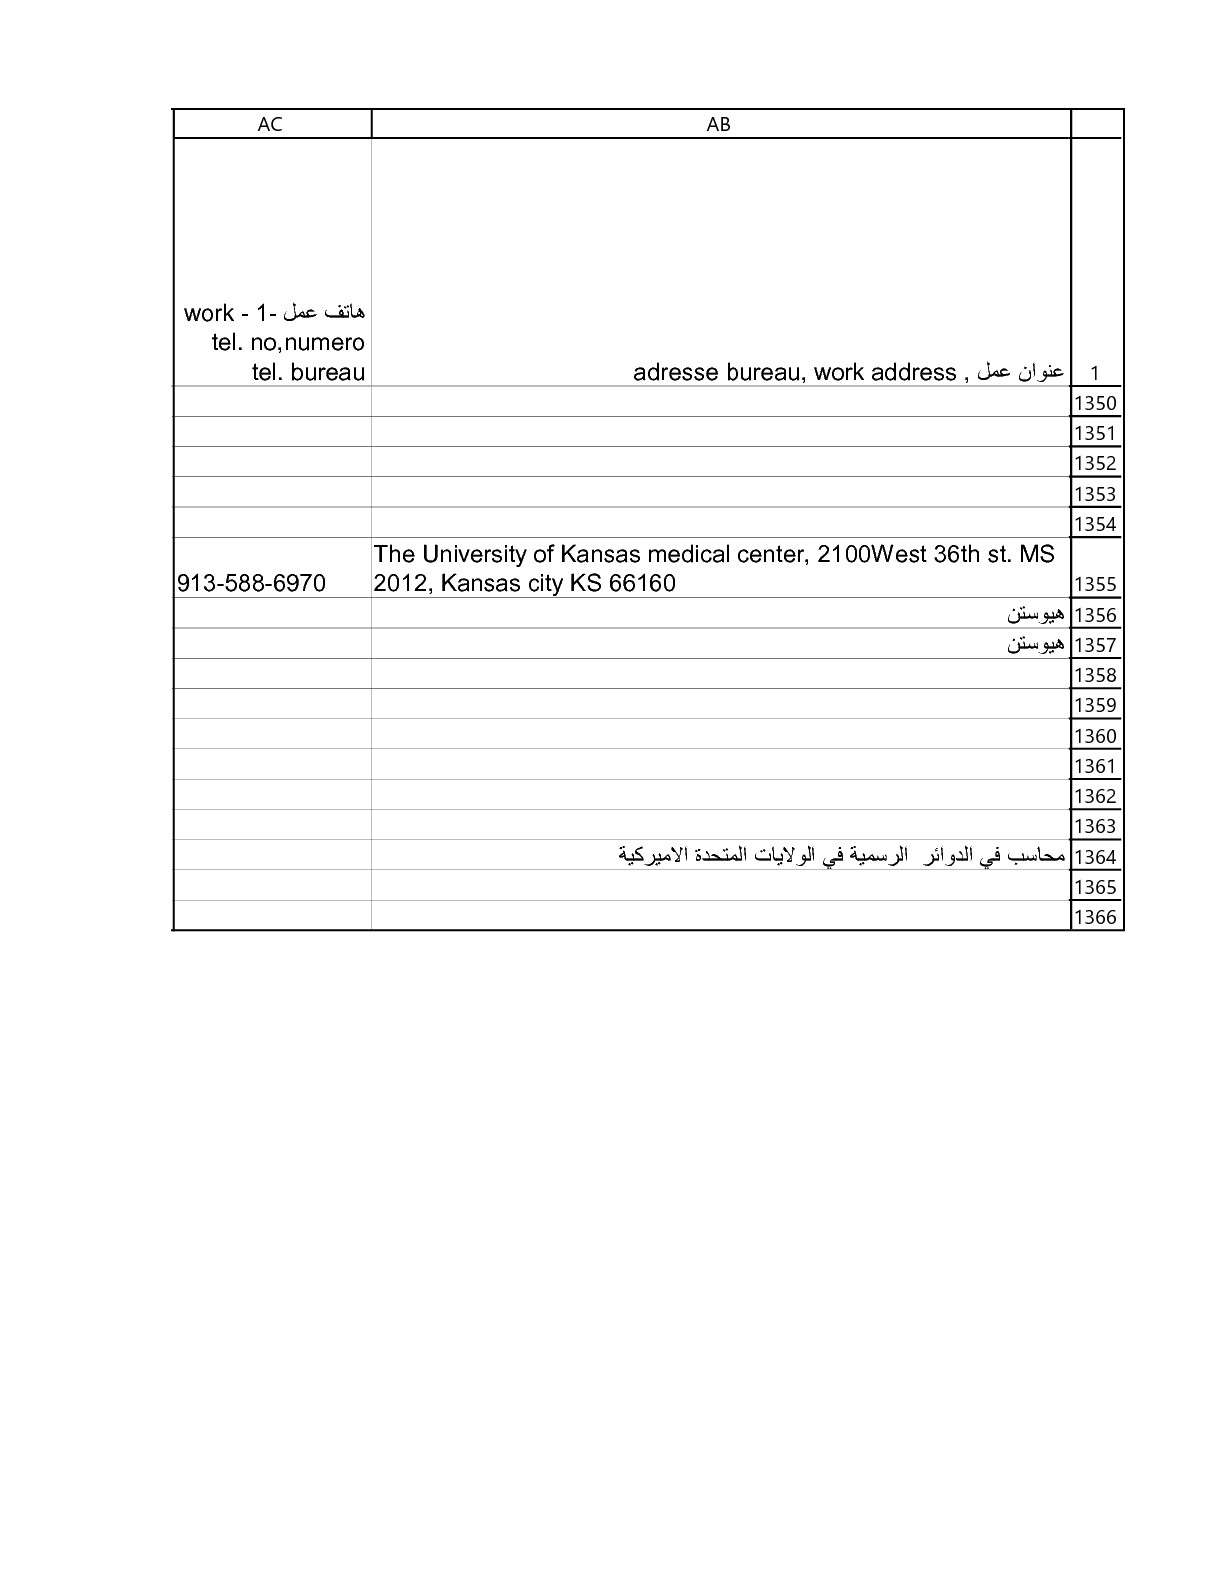 AB AC
1 عنوان عمل , adresse bureau, work address
هاتف عمل -1 - work
tel. no,numero
tel. bureau
1350
1351
1352
1353
1354
1355 The University of Kansas medical center, 2100West 36th st. MS
2012, Kansas city KS 66160
913-588-6970
1356 هيوستن
1357 هيوستن
1358
1359
1360
1361
1362
1363
1364 محاسب في الدوائر الرسمية في الولايات المتحدة الاميركية
1365
1366